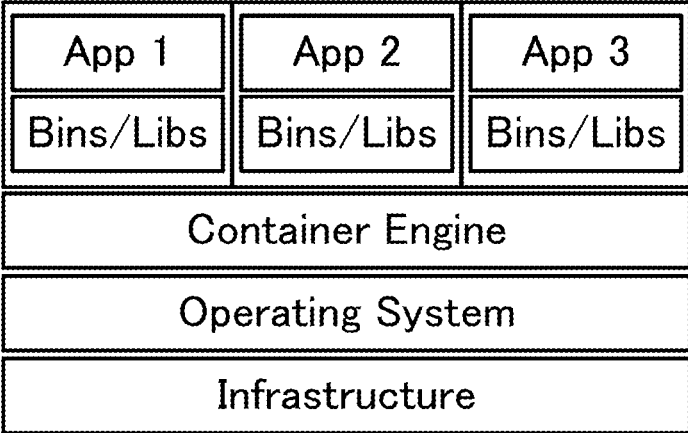 App 1
App 2
App 3
Bins/Libs
Bins/Libs
Bins/Libs
Container Engine
Operating System
Infrastructure